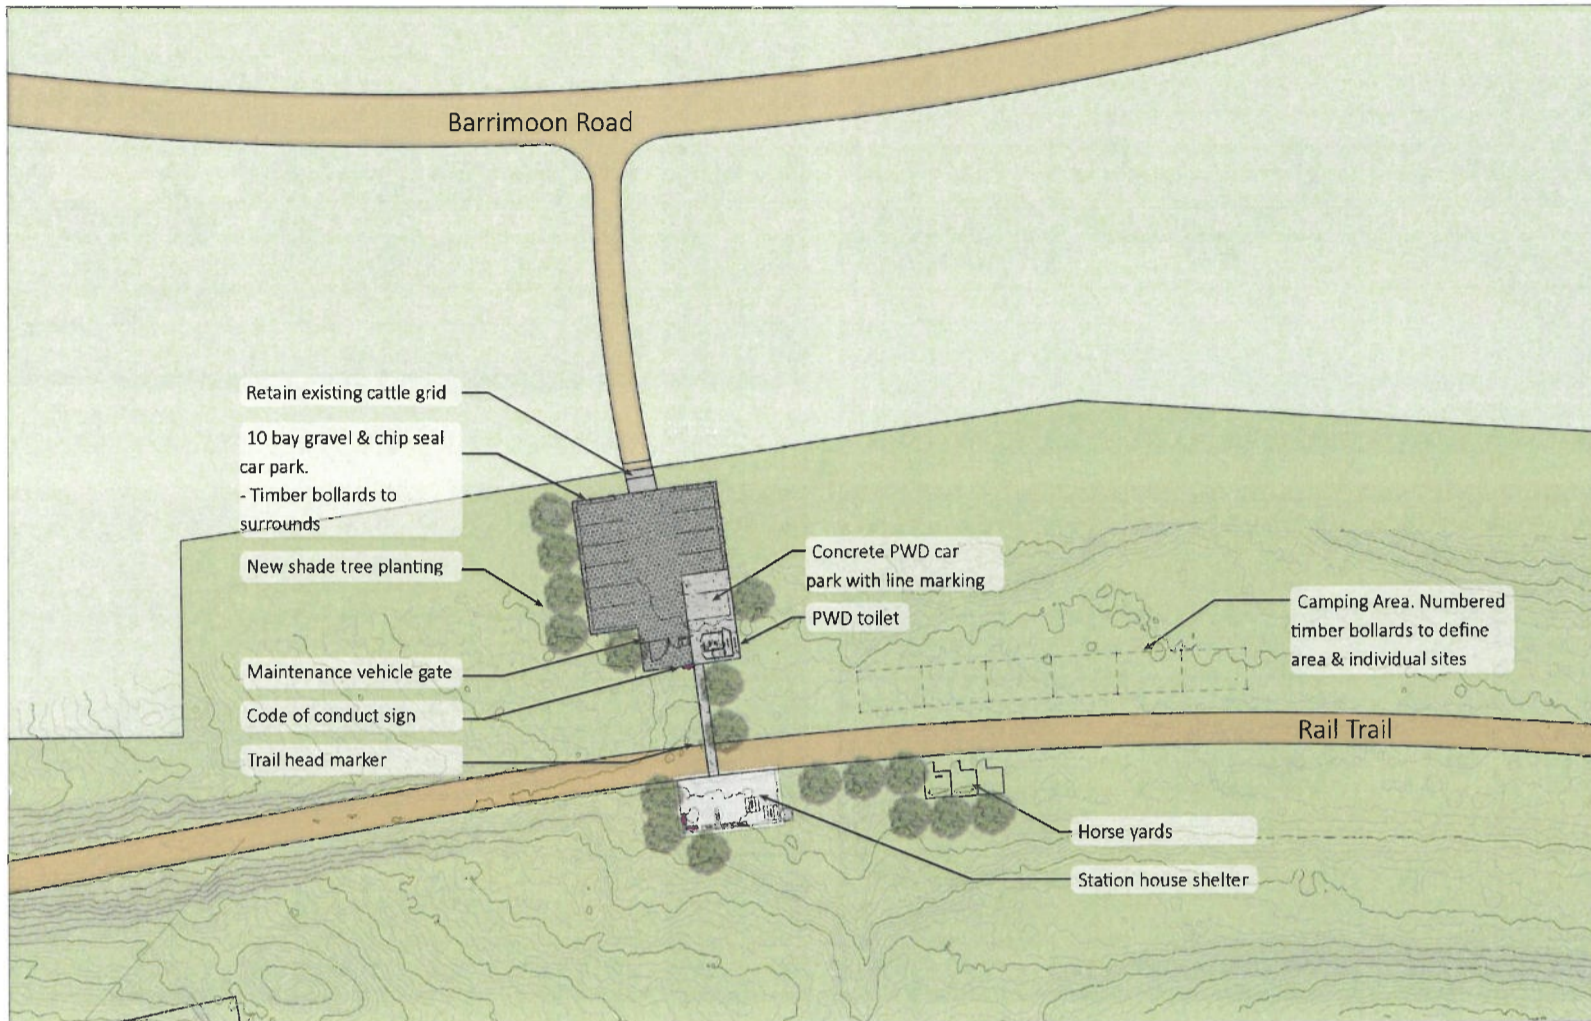 Barrimoon Road
Retain existing cattle grid
10 bay gravel & chip seal
car park.
- Timber bollards to
surrounds
New shade tree planting
Maintenance vehicle gate
Code of conduct sign
Trail head marker
Concrete PWD car
park with line marking
PWD toilet
Camping Area. Numbered
timber bollards to define
area & individual sites
Rail Trail
Horse yards
Station house shelter